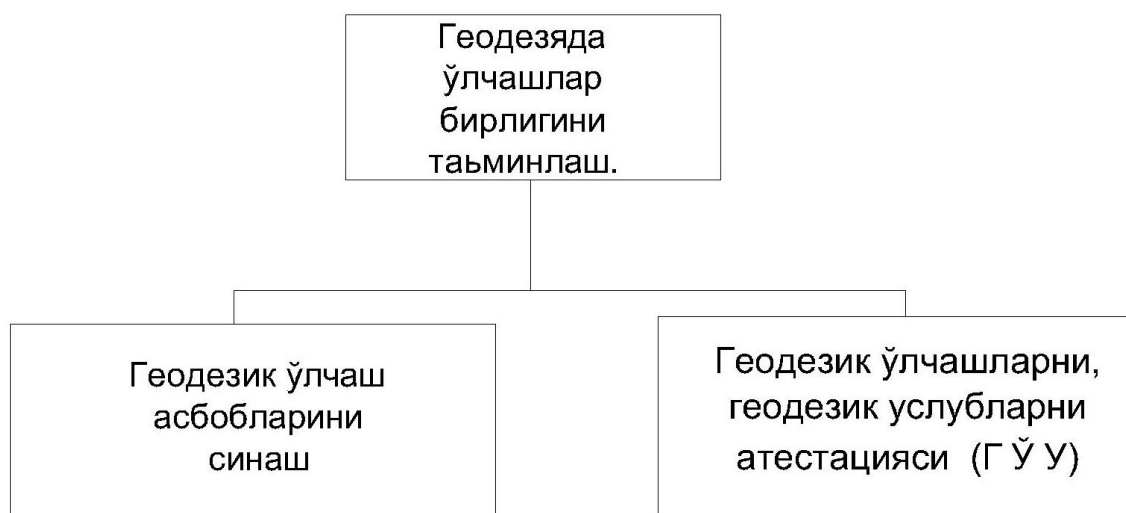 Геодезяда
ўлчашлар
бирлигини
таьминлаш.
Геодезик ўлчаш
асбобларини
синаш
Геодезик ўлчашларни,
геодезик услубларни
атестацияси (Г Ў У)